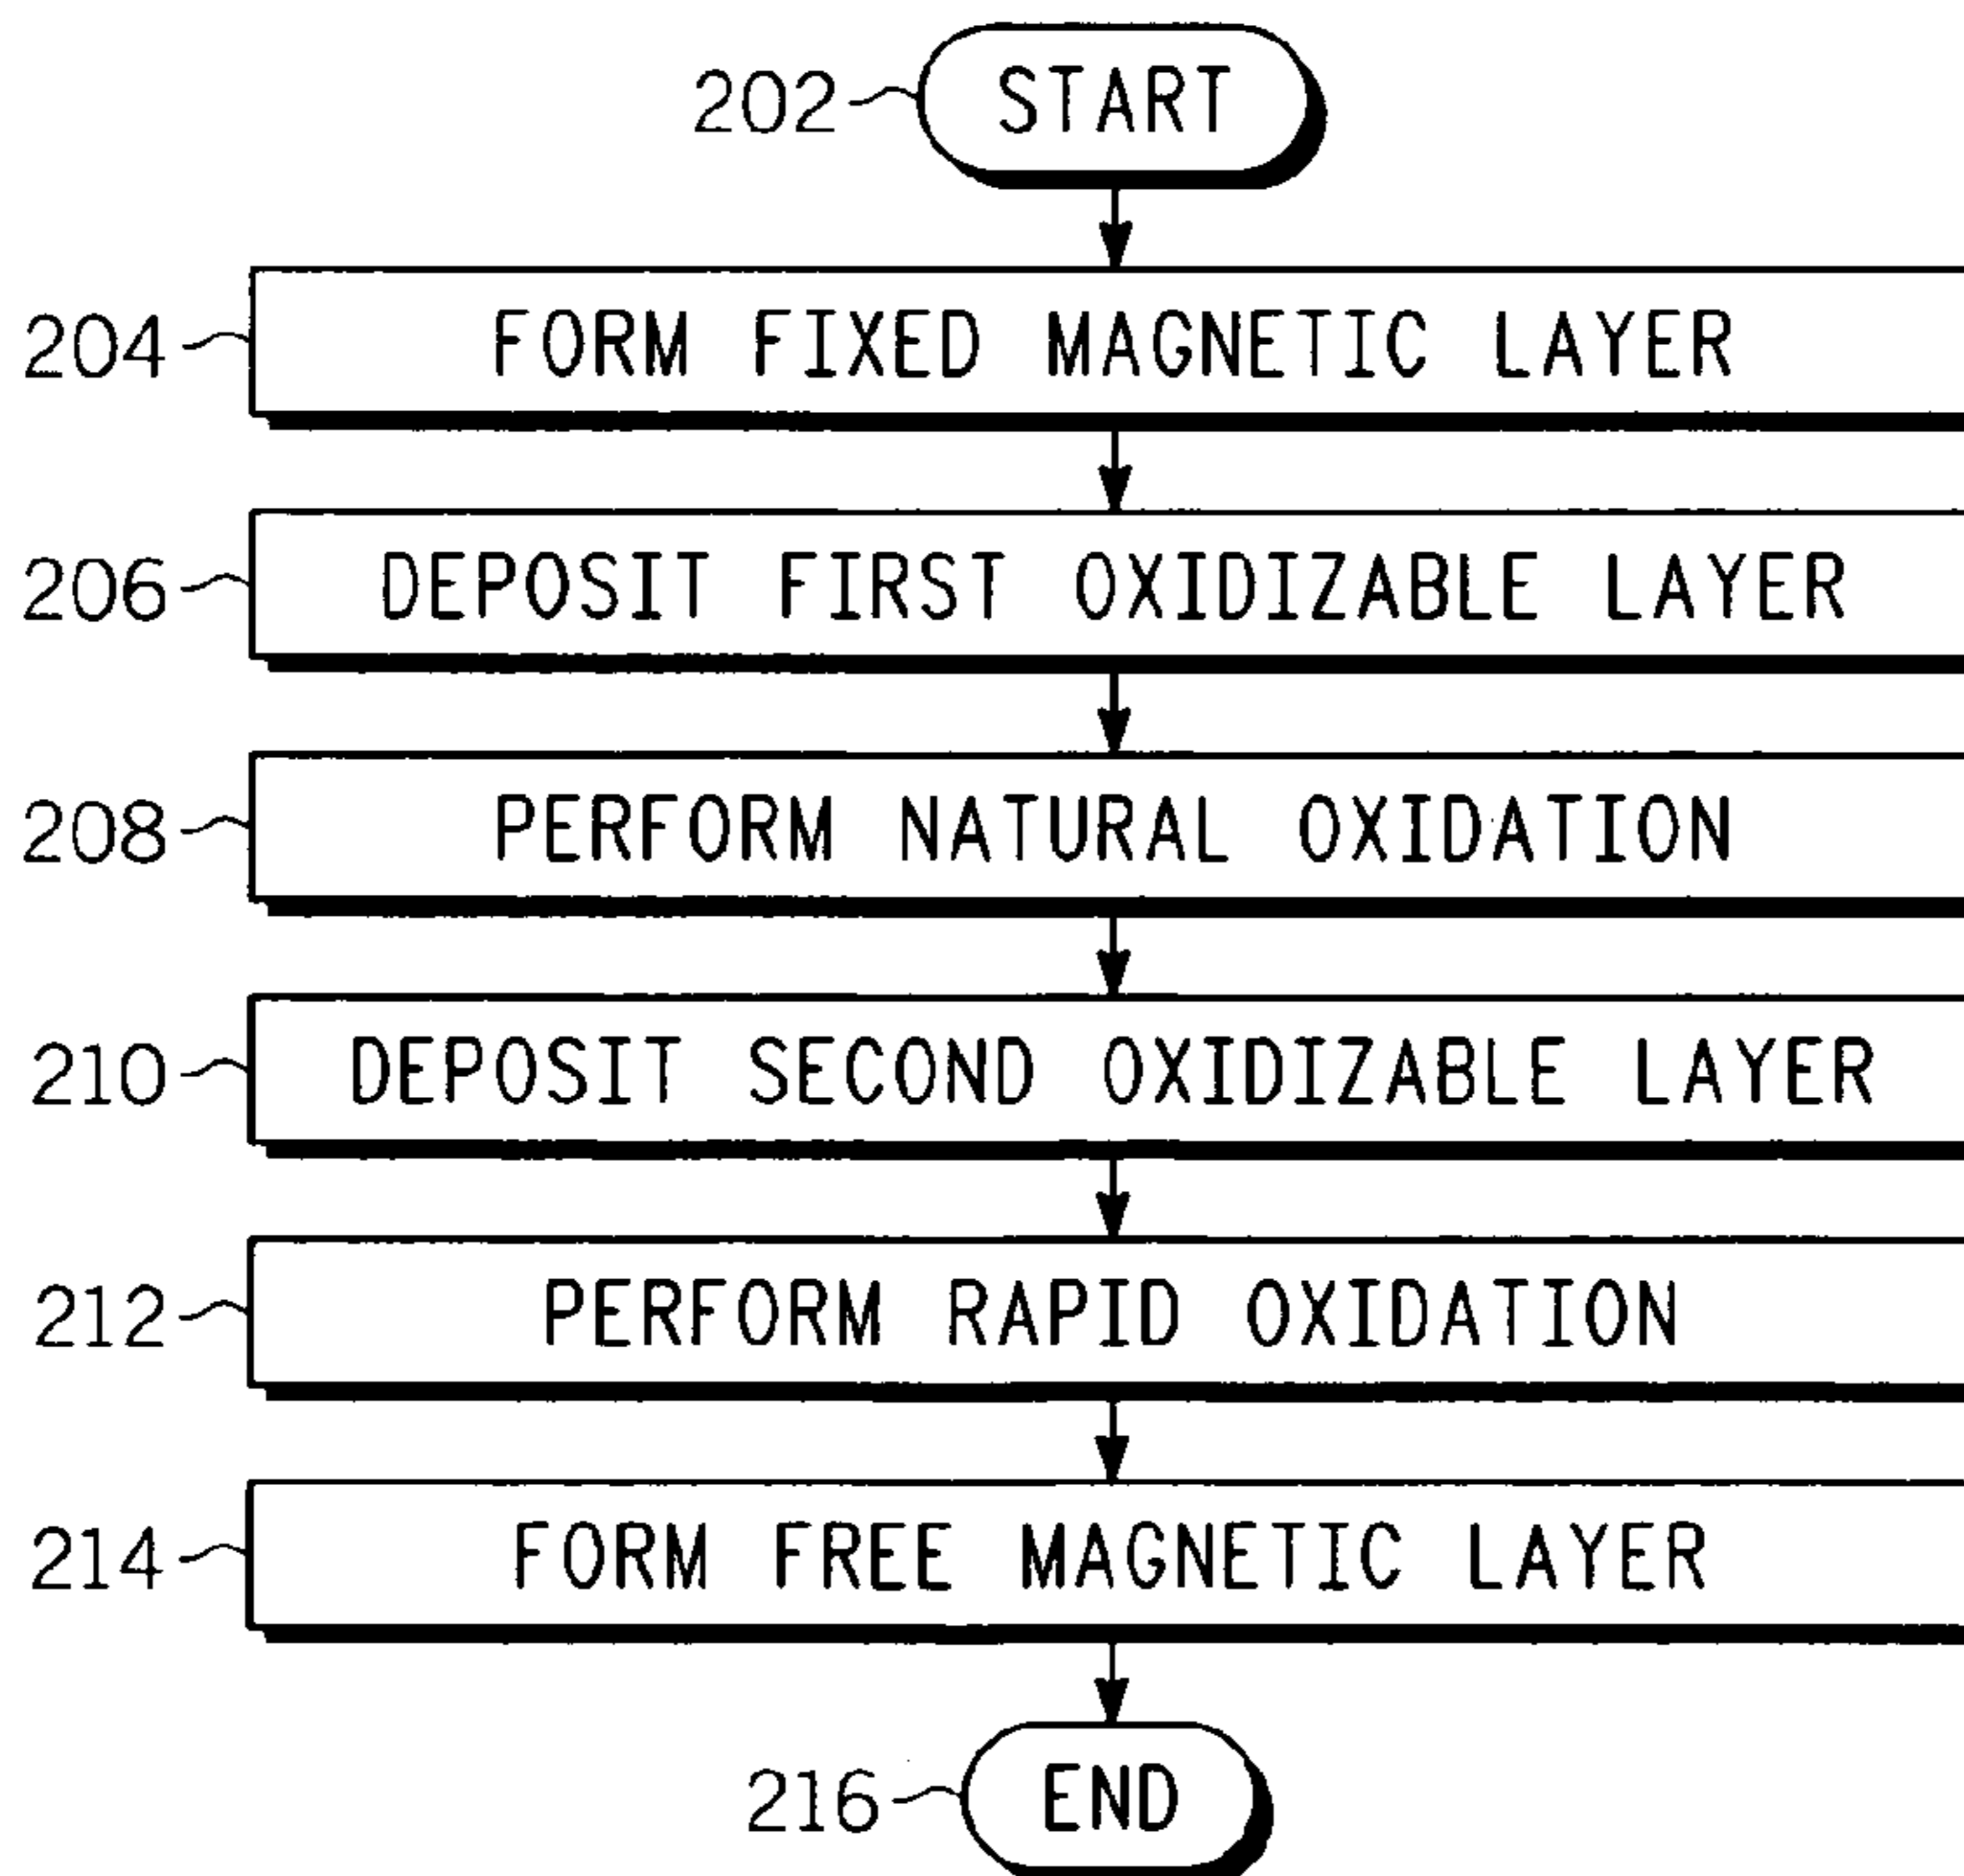 202 START
204 FORM FIXED MAGNETIC LAYER
206 DEPOSIT FIRST OXIDIZABLE LAYER
208 PERFORM NATURAL OXIDATION
210 DEPOSIT SECOND OXIDIZABLE LAYER
212 PERFORM RAPID OXIDATION
214 FORM FREE MAGNETIC LAYER
216 END